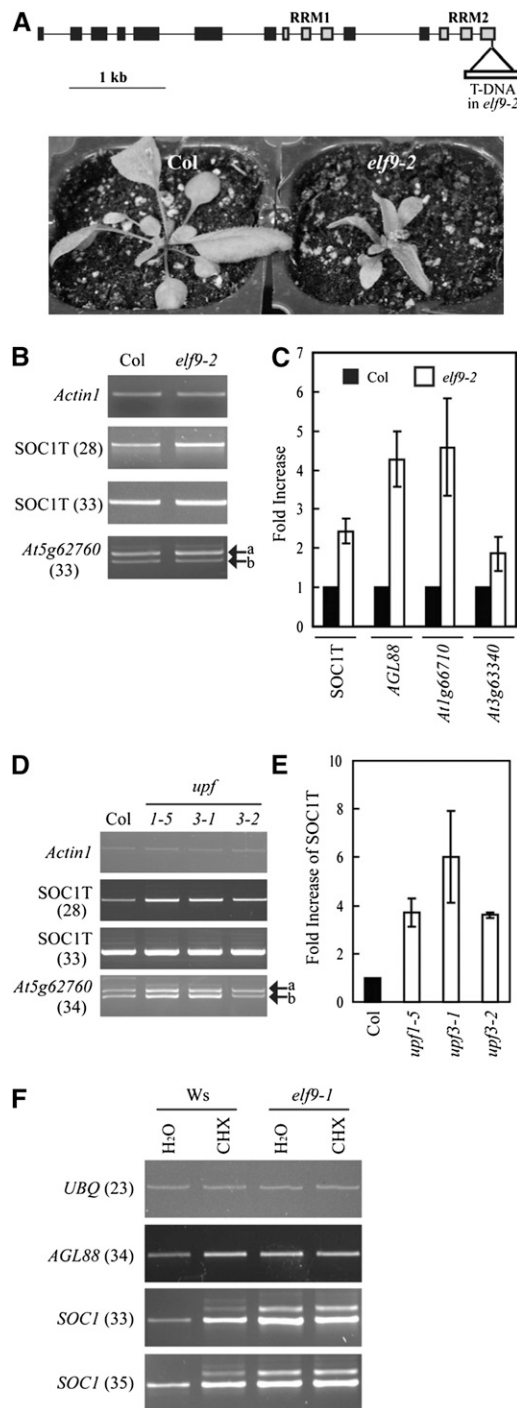 A
RRM1 RRM2
1 kb
T-DNA
in elf9-2
Col elf9-2
B
Col elf9-2
Actin1
SOC1T (28)
SOC1T (33)
At5g62760
(33)
a
b
C
Col elf9-2
Fold Increase
7
6
5
4
3
2
1
0
SOC1T
AGL88
At1g66710
At3g63340
D
upf
Col 1-5 3-1 3-2
Actin1
SOC1T
(28)
SOC1T
(33)
At5g62760
(34)
a
b
E
Fold Increase of SOC1T
10
8
6
4
2
0
Col
upf1-5
upf3-1
upf3-2
F
Ws elf9-1
H2O CHX H2O CHX
UBQ (23)
AGL88 (34)
SOC1 (33)
SOC1 (35)